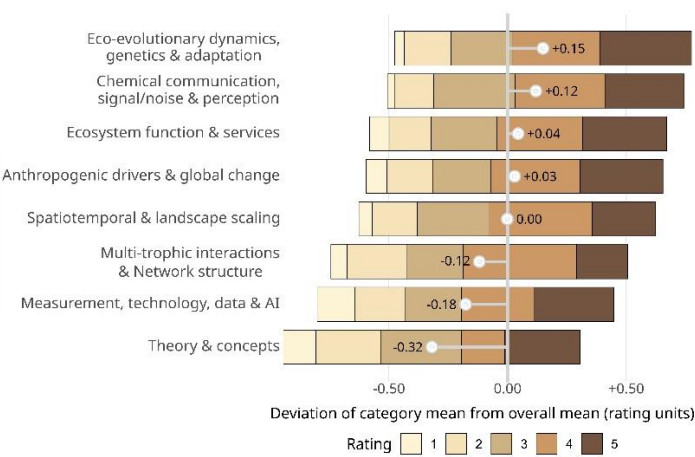 Eco-evolutionary dynamics,
genetics & adaptation
+0.15
Chemical communication,
signal/noise & perception
+0.12
Ecosystem function & services
+0.04
Anthropogenic drivers & global change
+0.03
Spatiotemporal & landscape scaling
0.00
Multi-trophic interactions
& Network structure
-0.12
Measurement, technology, data & AI
-0.18
Theory & concepts
-0.32
-0.50 0.00 +0.50
Deviation of category mean from overall mean (rating units)
Rating 1 2 3 4 5